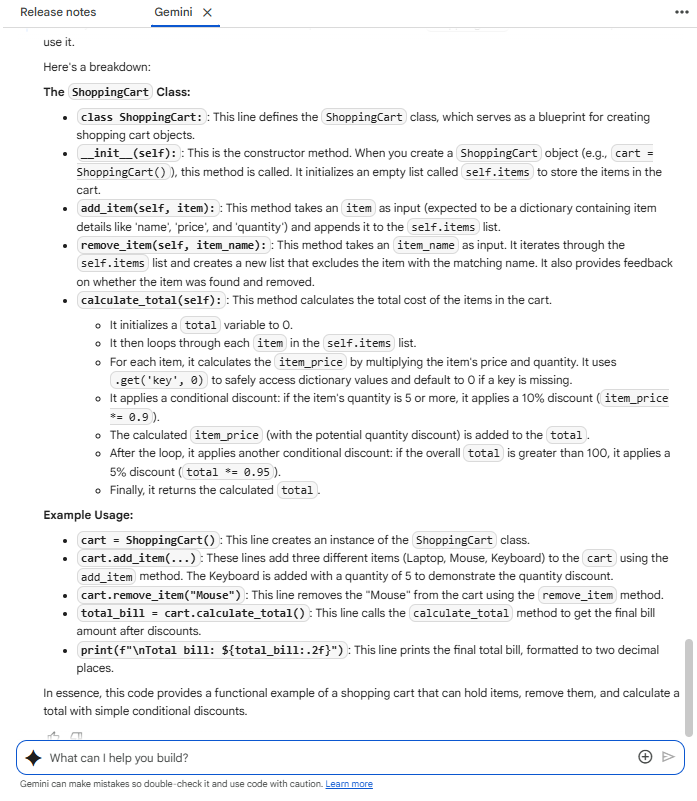 Release notes
Gemini
use it.
Here's a breakdown:
The ShoppingCart Class:
• class ShoppingCart: : This line defines the ShoppingCart class, which serves as a blueprint for creating
shopping cart objects.
• __init__(self): : This is the constructor method. When you create a ShoppingCart object (e.g., cart =
ShoppingCart() ), this method is called. It initializes an empty list called self.items to store the items in the
cart.
• add_item(self, item): : This method takes an item as input (expected to be a dictionary containing item
details like 'name', 'price', and 'quantity') and appends it to the self.items list.
• remove_item(self, item_name): : This method takes an item_name as input. It iterates through the
self.items list and creates a new list that excludes the item with the matching name. It also provides feedback
on whether the item was found and removed.
• calculate_total(self): : This method calculates the total cost of the items in the cart.
◦ It initializes a total variable to 0.
◦ It then loops through each item in the self.items list.
◦ For each item, it calculates the item_price by multiplying the item's price and quantity. It uses
.get('key', 0) to safely access dictionary values and default to 0 if a key is missing.
◦ It applies a conditional discount: if the item's quantity is 5 or more, it applies a 10% discount ( item_price
*= 0.9 ).
◦ The calculated item_price (with the potential quantity discount) is added to the total .
◦ After the loop, it applies another conditional discount: if the overall total is greater than 100, it applies a
5% discount ( total *= 0.95 ).
◦ Finally, it returns the calculated total .
Example Usage:
• cart = ShoppingCart() : This line creates an instance of the ShoppingCart class.
• cart.add_item(...) : These lines add three different items (Laptop, Mouse, Keyboard) to the cart using the
add_item method. The Keyboard is added with a quantity of 5 to demonstrate the quantity discount.
• cart.remove_item("Mouse") : This line removes the "Mouse" from the cart using the remove_item method.
• total_bill = cart.calculate_total() : This line calls the calculate_total method to get the final bill
amount after discounts.
• print(f"\nTotal bill: ${total_bill:.2f}") : This line prints the final total bill, formatted to two decimal
places.
In essence, this code provides a functional example of a shopping cart that can hold items, remove them, and calculate a
total with simple conditional discounts.
What can I help you build?
Gemini can make mistakes so double-check it and use code with caution. Learn more